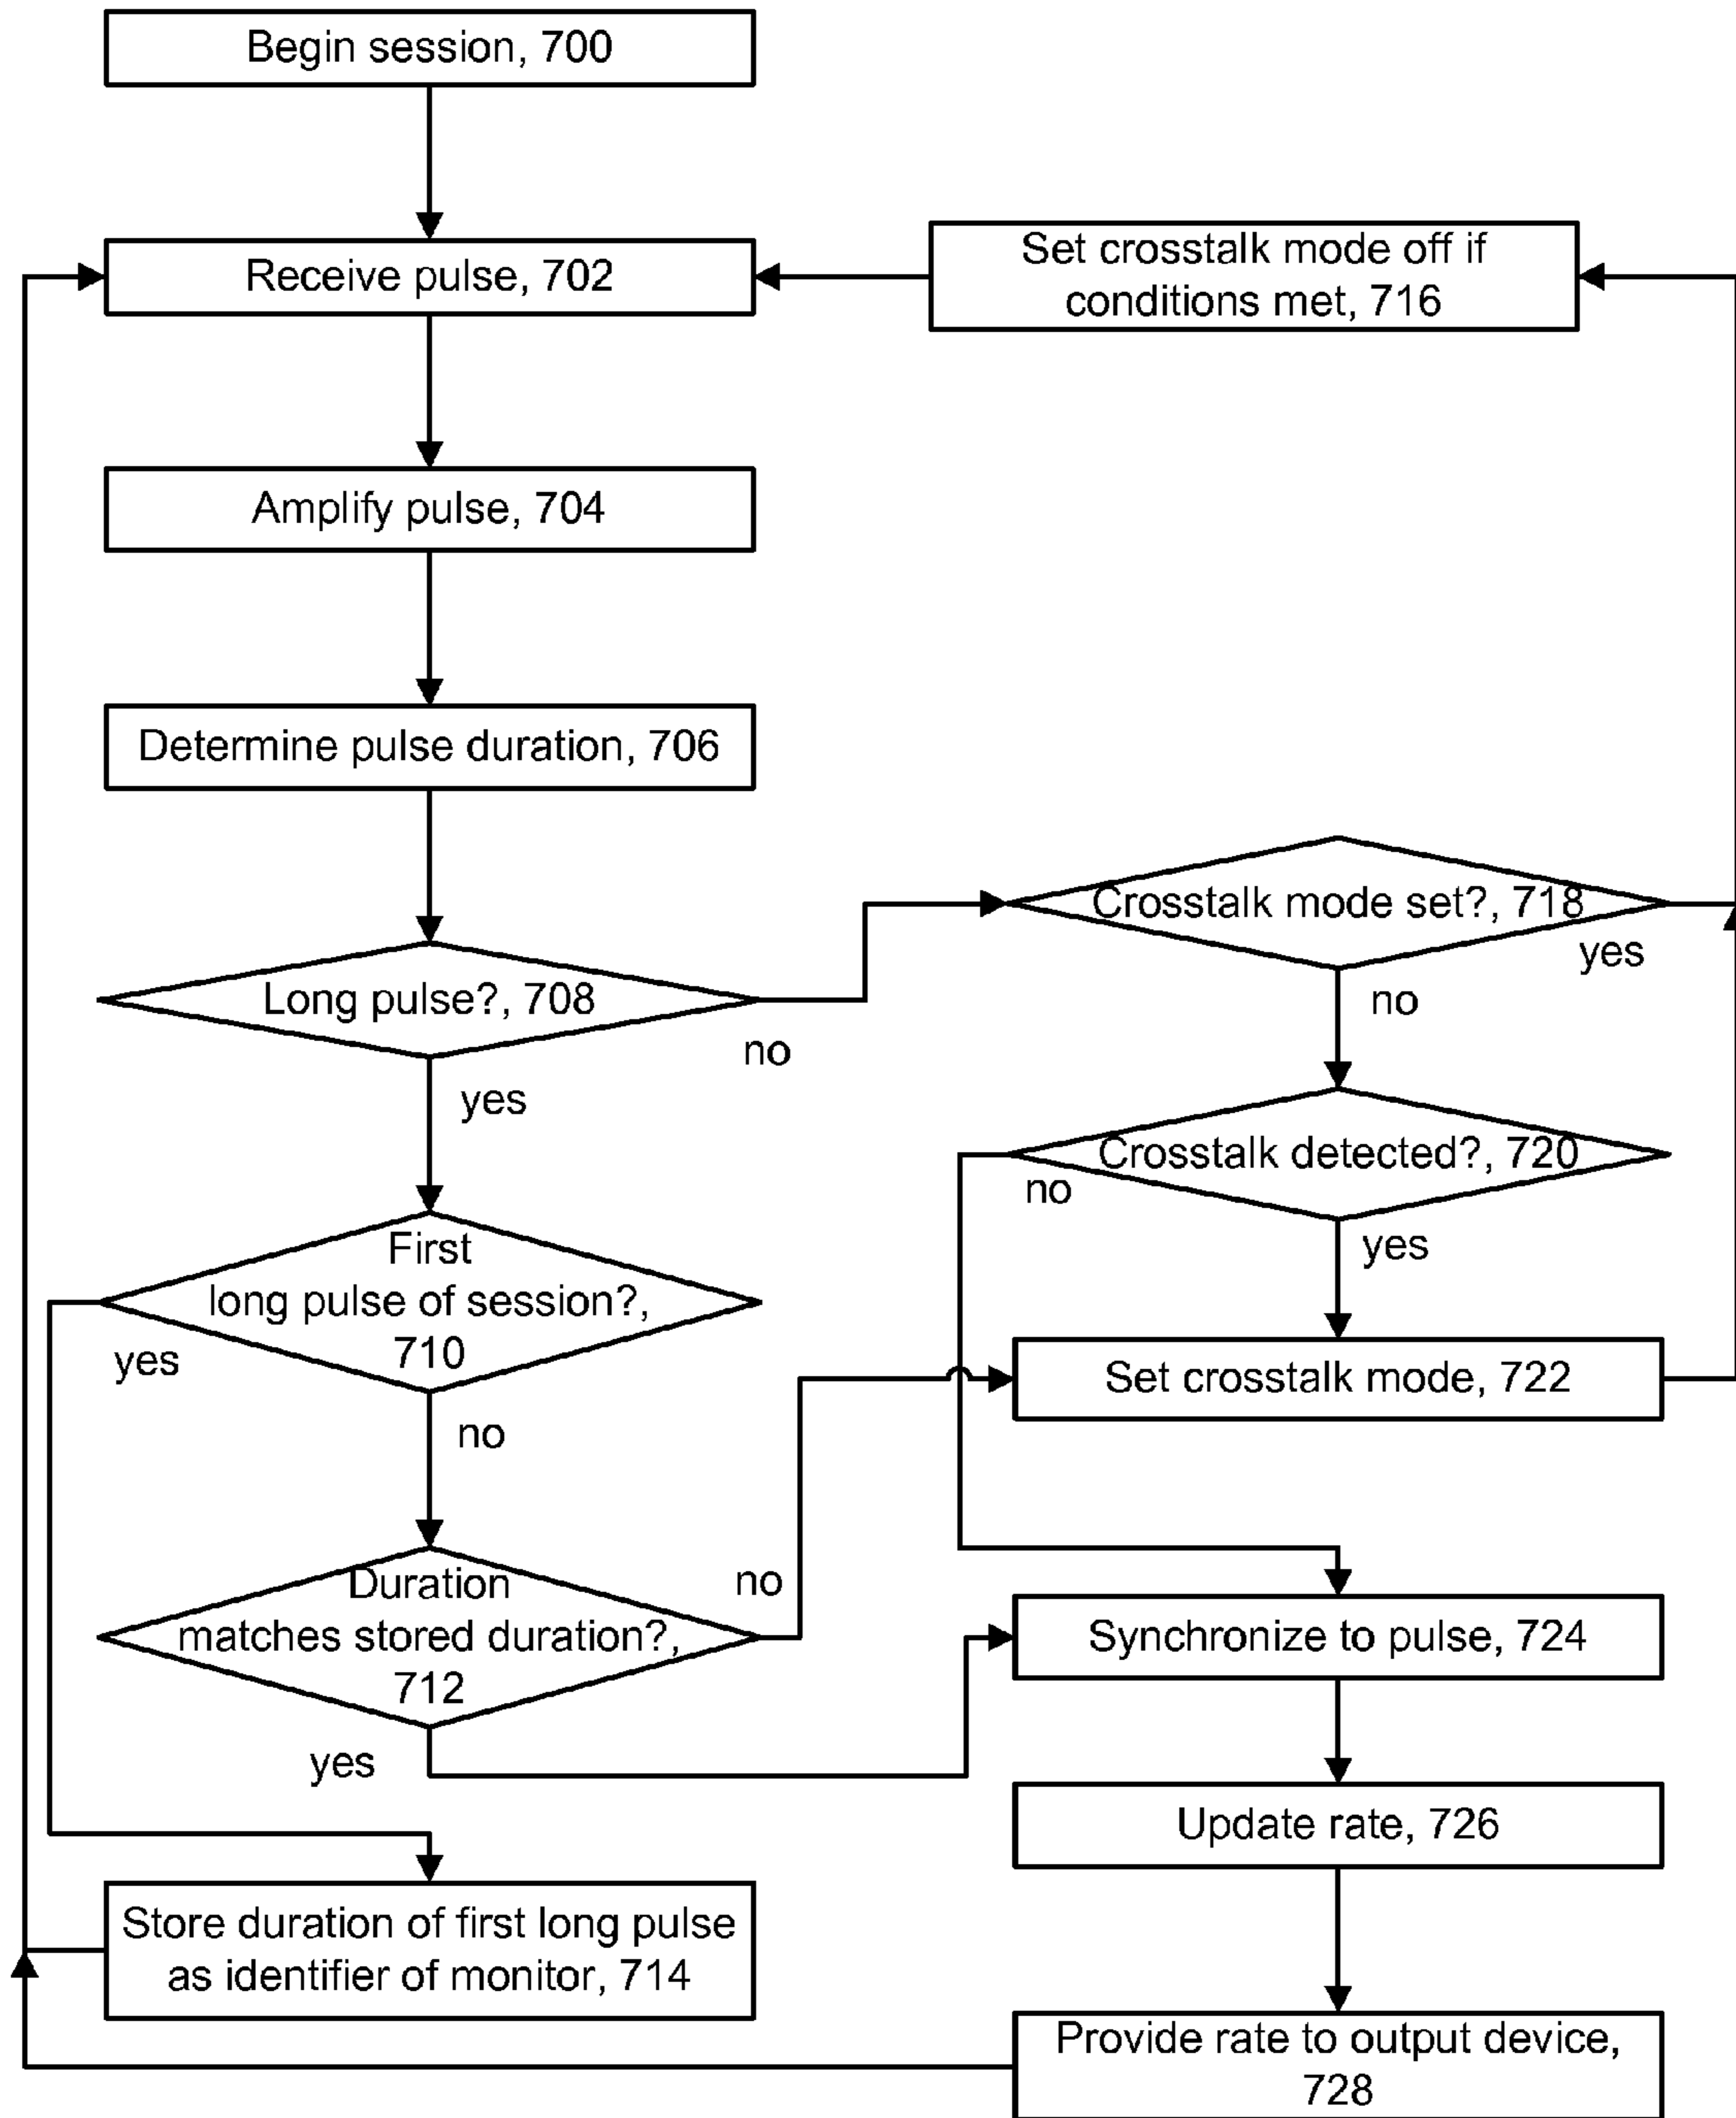 Begin session, 700
Receive pulse, 702
Set crosstalk mode off if
conditions met, 716
Amplify pulse, 704
Determine pulse duration, 706
Crosstalk mode set?, 718
yes
no
Long pulse?, 708
no
yes
Crosstalk detected?, 720
no
yes
First
long pulse of session?,
710
yes
no
Set crosstalk mode, 722
Duration
matches stored duration?,
712
no
yes
Synchronize to pulse, 724
Update rate, 726
Store duration of first long pulse
as identifier of monitor, 714
Provide rate to output device,
728